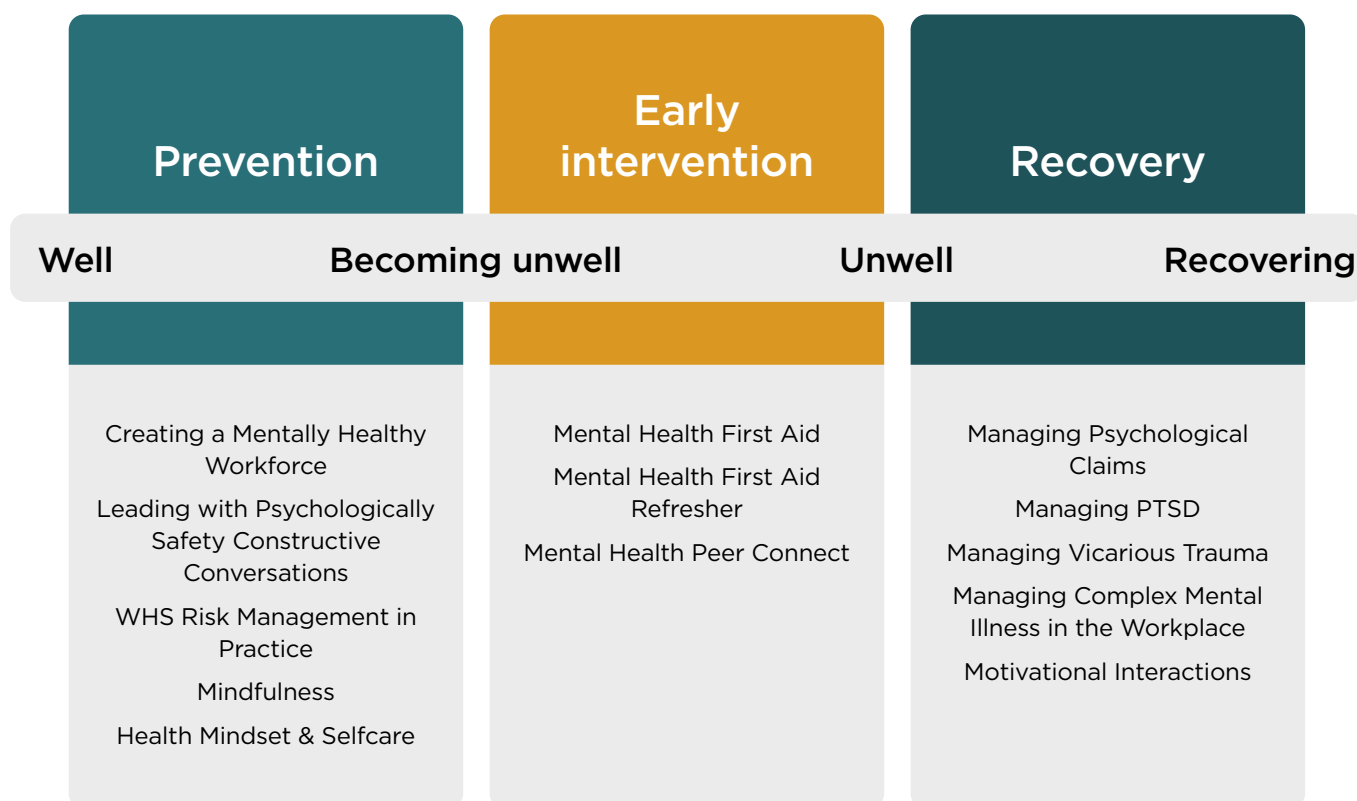 Prevention
Early
intervention
Recovery
Well
Becoming unwell
Unwell
Recovering
Creating a Mentally Healthy
Workforce
Leading with Psychologically
Safety Constructive
Conversations
WHS Risk Management in
Practice
Mindfulness
Health Mindset & Selfcare
Mental Health First Aid
Mental Health First Aid
Refresher
Mental Health Peer Connect
Managing Psychological
Claims
Managing PTSD
Managing Vicarious Trauma
Managing Complex Mental
Illness in the Workplace
Motivational Interactions